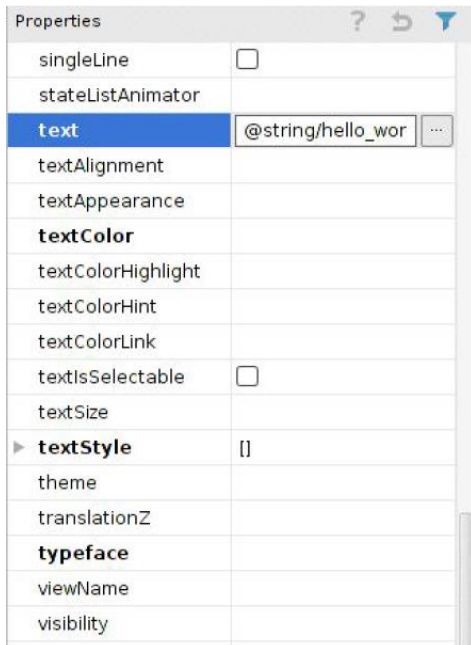 Properties ?
singleLine
stateListAnimator
text @string/hello_wor ...
textAlignment
textAppearance
textColor
textColorHighlight
textColorHint
textColorLink
textIsSelectable
textSize
textStyle []
theme
translationZ
typeface
viewName
visibility